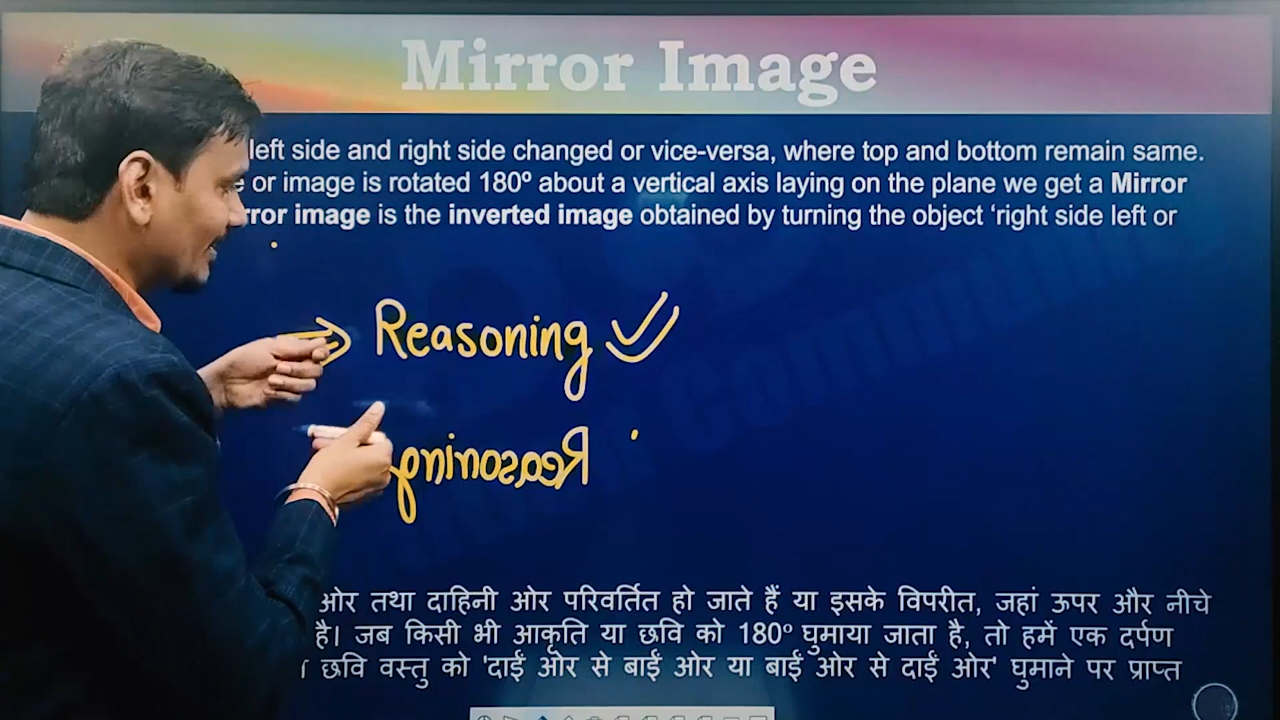 Mirror Image
left side and right side changed or vice-versa, where top and bottom remain same.
or image is rotated 180º about a vertical axis laying on the plane we get a Mirror
image is the inverted image obtained by turning the object ‘right side left or
Reasoning
Reasoning
ओर तथा दाहिनी ओर परिवर्तित हो जाते हैं या इसके विपरीत, जहां ऊपर और नीचे
है। जब किसी भी आकृति या छवि को 180º घुमाया जाता है, तो हमें एक दर्पण
छवि वस्तु को 'दाईं ओर से बाईं ओर या बाईं ओर से दाईं ओर' घुमाने पर प्राप्त